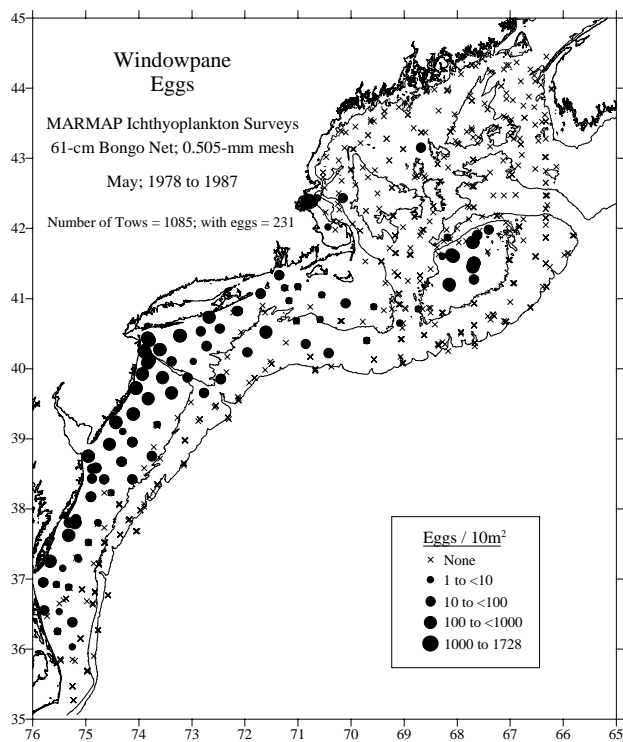 Windowpane
Eggs
MARMAP Ichthyoplankton Surveys
61-cm Bongo Net; 0.505-mm mesh
May; 1978 to 1987
Number of Tows = 1085; with eggs = 231
45
44
43
42
41
40
39
38
37
36
35
76 75 74 73 72 71 70 69 68 67 66 65
Eggs / 10m²
None
1 to <10
10 to <100
100 to <1000
1000 to 1728